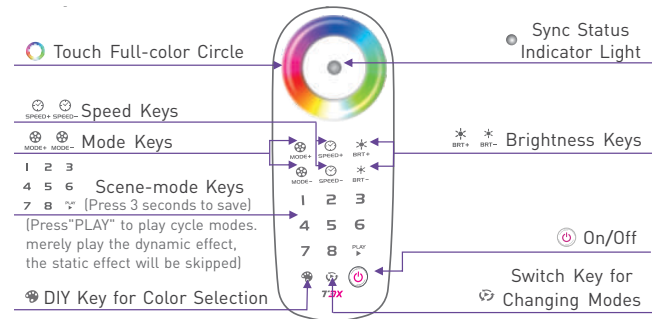 Touch Full-color Circle
Sync Status
Indicator Light
SPEED+ SPEED- Speed Keys
MODE+ MODE- Mode Keys
BRT+ BRT- Brightness Keys
1 2 3
4 5 6 Scene-mode Keys
7 8 PLAY (Press 3 seconds to save)
(Press"PLAY" to play cycle modes.
merely play the dynamic effect,
the static effect will be skipped)
DIY Key for Color Selection
MODE+ SPEED+ BRT+
MODE- SPEED- BRT-
1 2 3
4 5 6
7 8 PLAY
On/Off
Switch Key for
Changing Modes